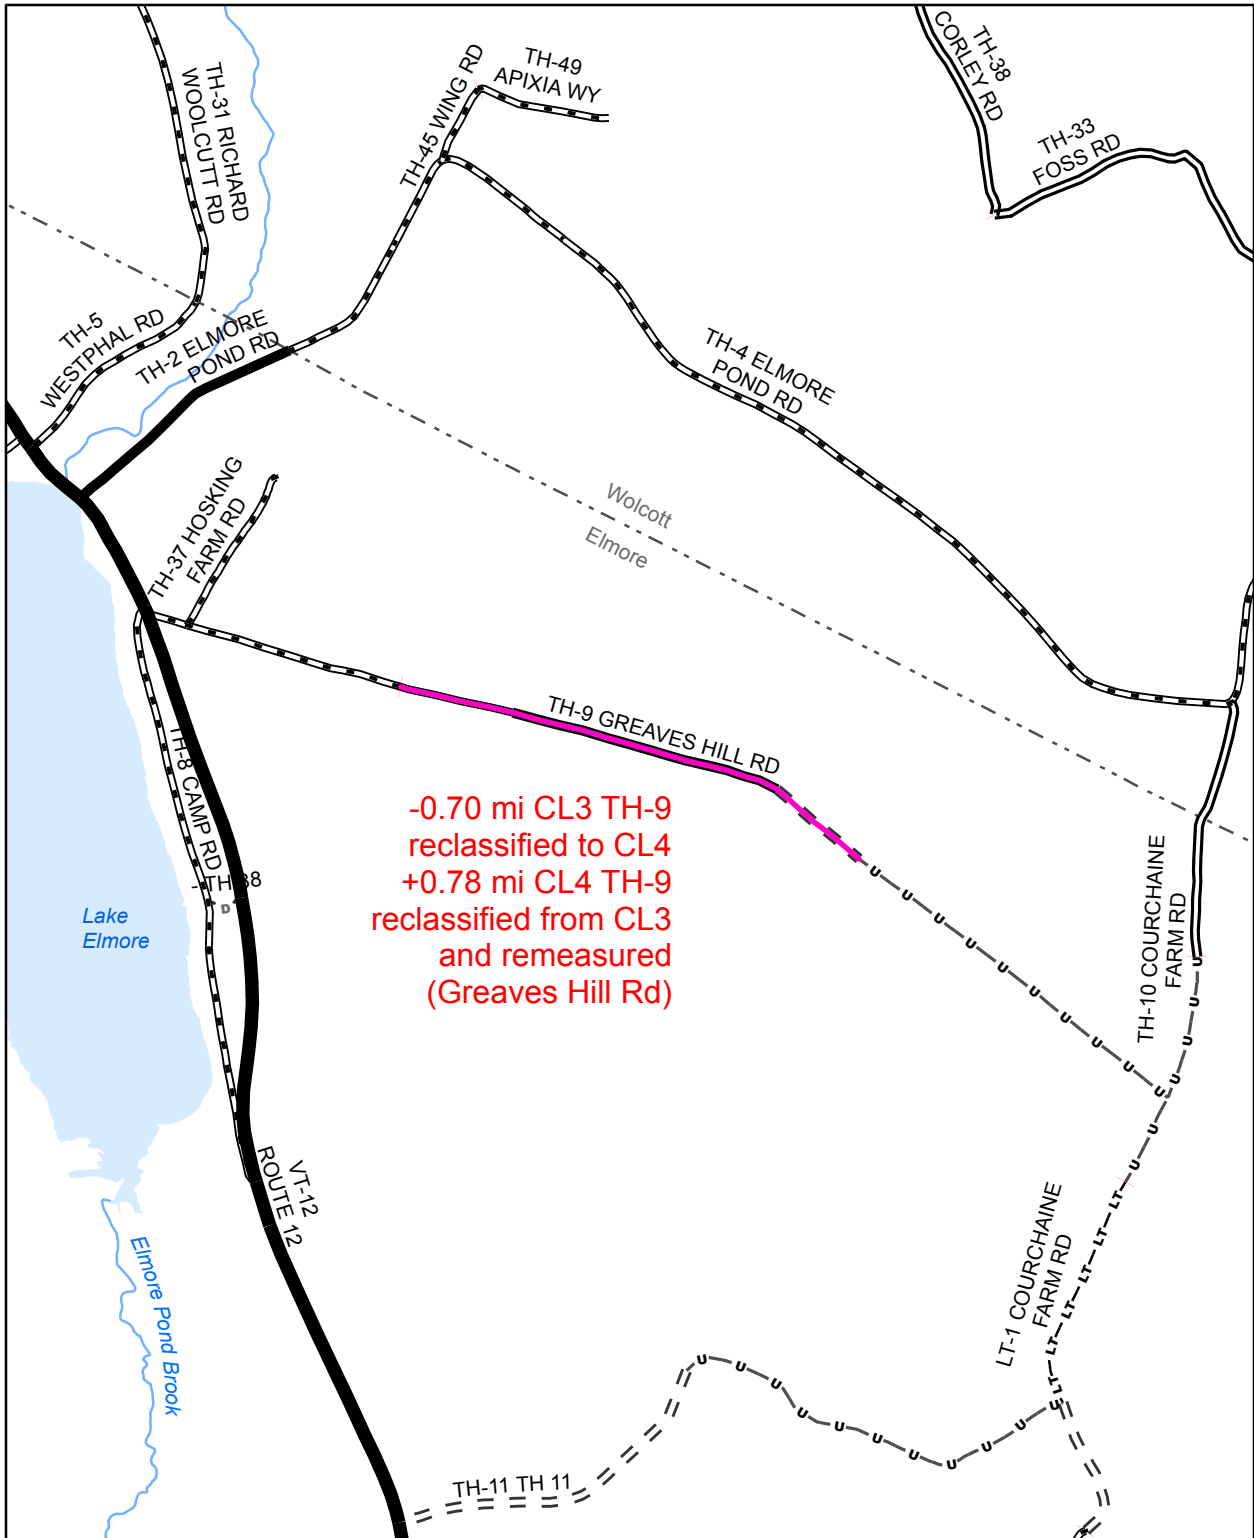 TH-31 RICHARD
WOOLCUTT RD
TH-45 WING RD
TH-49
APIXIA WY
TH-38
CORLEY RD
TH-33
FOSS RD
TH-5
WESTPHAL RD
TH-2 ELMORE
POND RD
TH-4 ELMORE
POND RD
Wolcott
Elmore
TH-37 HOSKING
FARM RD
TH-9 GREAVES HILL RD
-0.70 mi CL3 TH-9
reclassified to CL4
+0.78 mi CL4 TH-9
reclassified from CL3
and remeasured
(Greaves Hill Rd)
TH-8 CAMP RD
D
Lake
Elmore
TH-10 COURCHAINE
FARM RD
U U U U U U U U U U
U U U U U U
VT-12
ROUTE 12
Elmore Pond Brook
LT-1 COURCHAINE
FARM RD
LT LT LT LT LT
U U U U U U U U U U
TH-11 TH 11